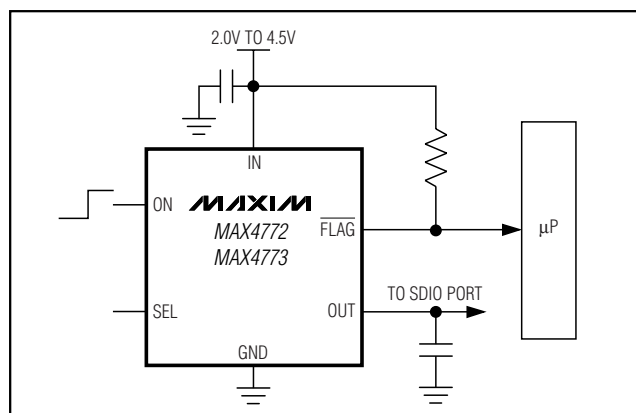 2.0V TO 4.5V
IN
ON
MAXIM
MAX4772
MAX4773
FLAG
µP
SEL
OUT
TO SDIO PORT
GND